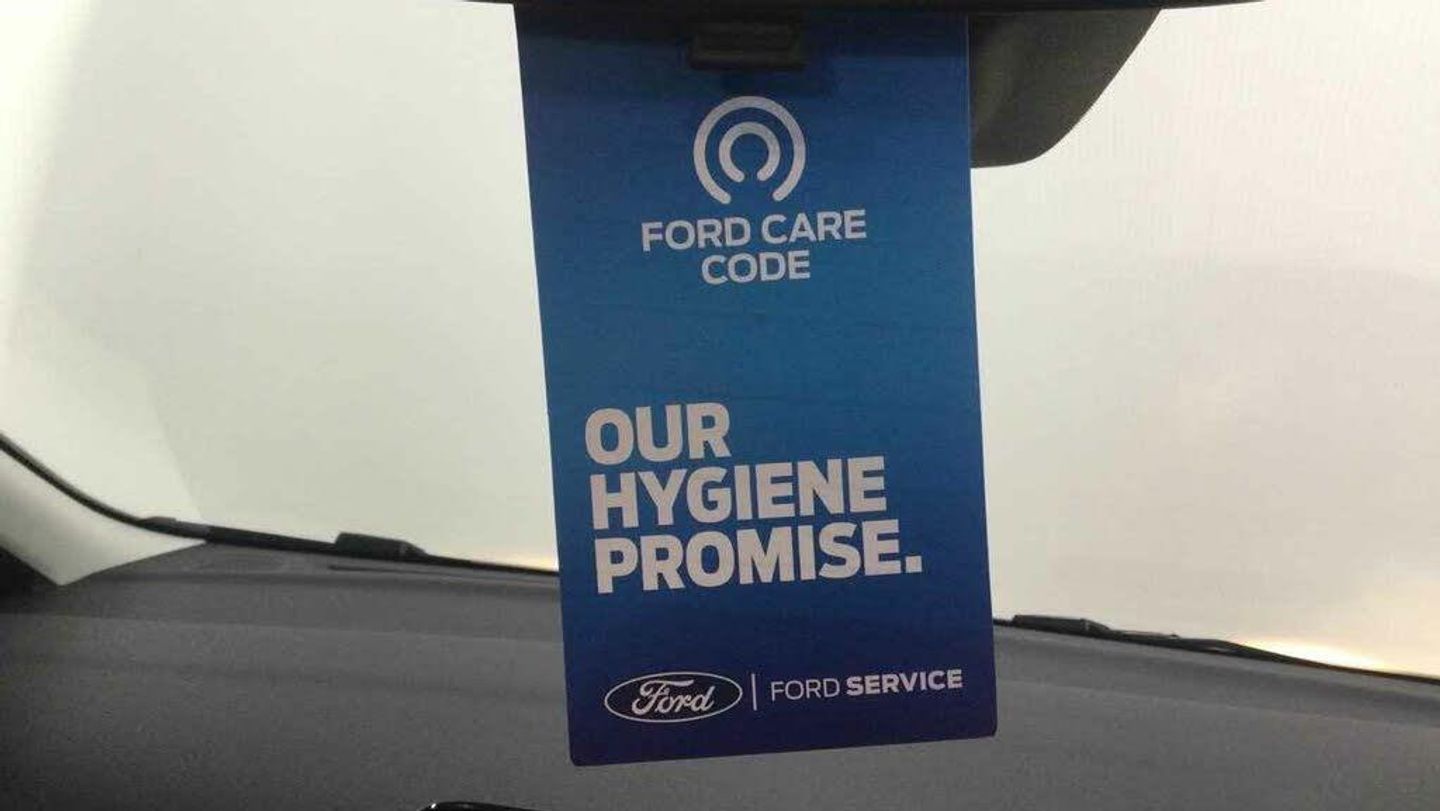 FORD CARE
CODE
OUR
HYGIENE
PROMISE.
Ford | FORD SERVICE